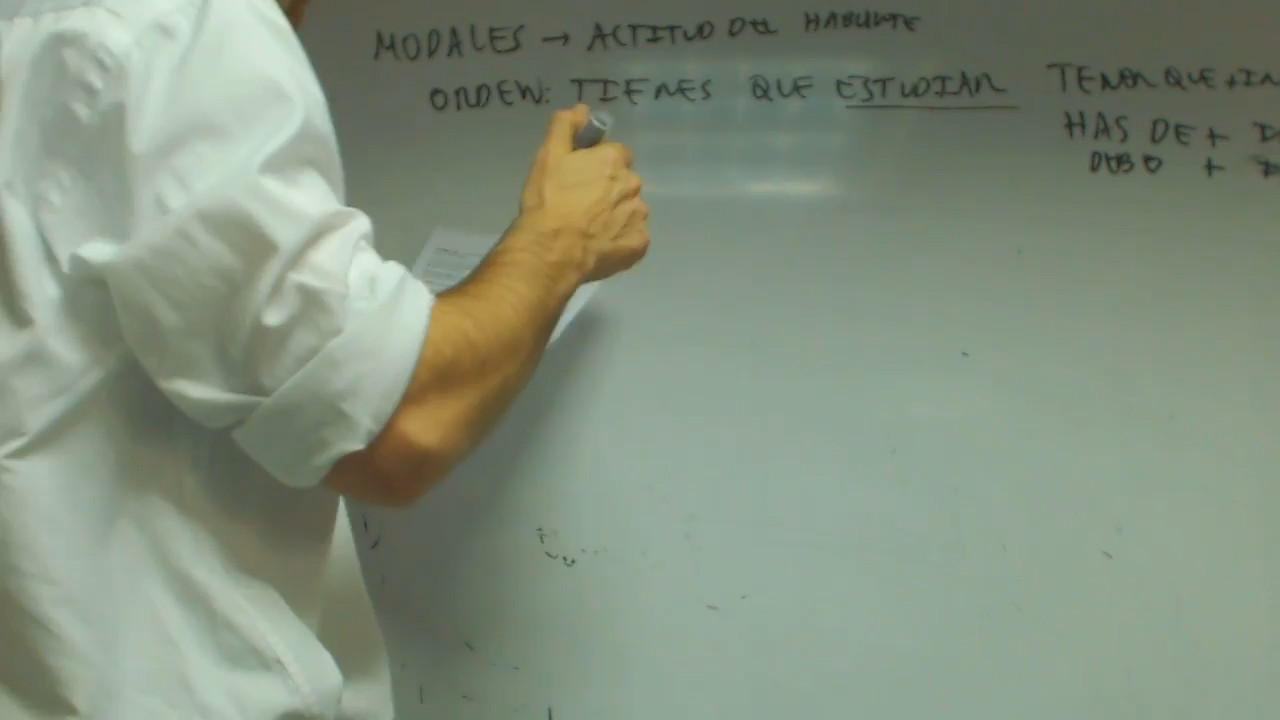 MODALES → ACTITUD DEL HABLANTE
ORDEN: TIENES QUE ESTUDIAR TENER QUE + IN
HAS DE +
DEBO +